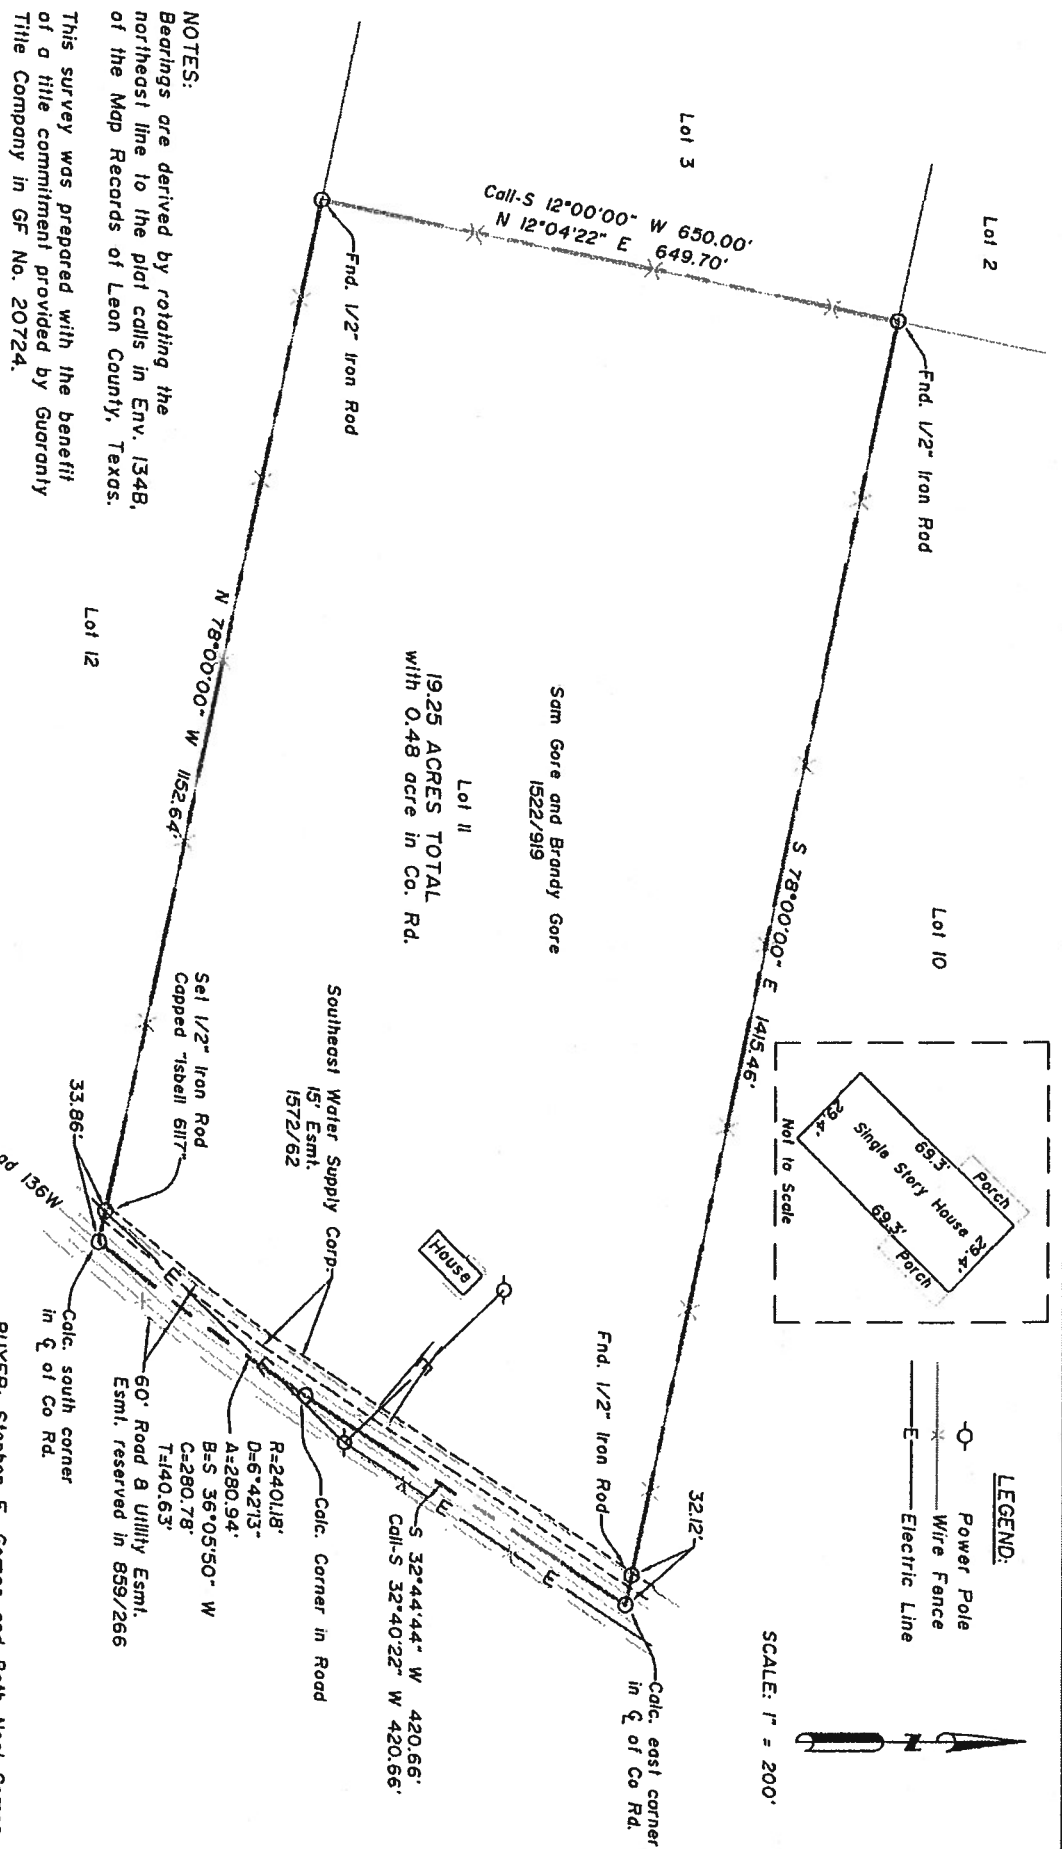 Lot 2
Lot 3
Lot 10
Lot 12
Fnd. 1/2" Iron Rod
Fnd. 1/2" Iron Rod
Call-S 12°00'00" W 650.00'
N 12°04'22" E 649.70'
S 78°00'00" E 1415.46'
Sam Gore and Brandy Gore
1522/919
Lot 11
19.25 ACRES TOTAL
with 0.48 acre in Co. Rd.
N 78°00'00" W 1152.64'
Porch
69.3'
Single Story House
29.4'
29.4'
69.3'
Porch
Not to Scale
LEGEND:
Power Pole
Wire Fence
E Electric Line
SCALE: 1" = 200'
N
32.12'
Fnd. 1/2" Iron Rod
Calc. east corner
in ℄ of Co Rd.
House
Southeast Water Supply Corp.
15' Esmt.
1572/62
Set 1/2" Iron Rod
Capped "Isbell 6117"
33.86'
E
E
E
E
S 32°44'44" W 420.66'
Call-S 32°40'22" W 420.66'
Calc. Corner in Road
R=2401.18'
D=6°42'13"
A=280.94'
B=S 36°05'50" W
C=280.78'
T=140.63'
60' Road & Utility Esmt.
Esmt. reserved in 859/266
Calc. south corner
in ℄ of Co Rd.
136W
NOTES:
Bearings are derived by rotating the
northeast line to the plat calls in Env. 134B,
of the Map Records of Leon County, Texas.
This survey was prepared with the benefit
of a title commitment provided by Guaranty
Title Company in GF No. 20724.